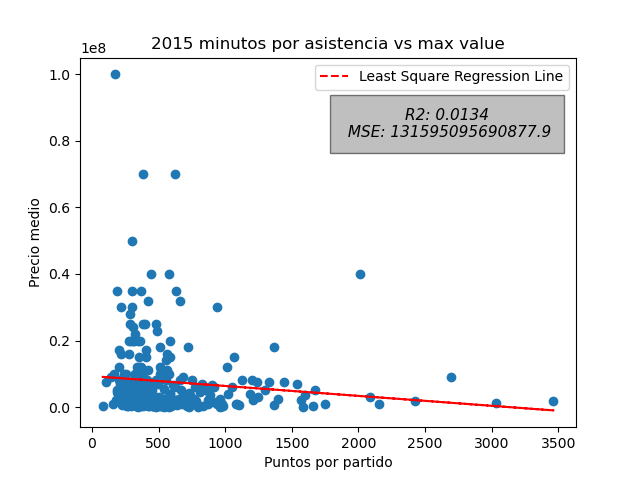 2015 minutos por asistencia vs max value
1e8
Least Square Regression Line
R2: 0.0134
MSE: 131595095690877.9
1.0
0.8
0.6
0.4
0.2
0.0
Precio medio
0 500 1000 1500 2000 2500 3000 3500
Puntos por partido